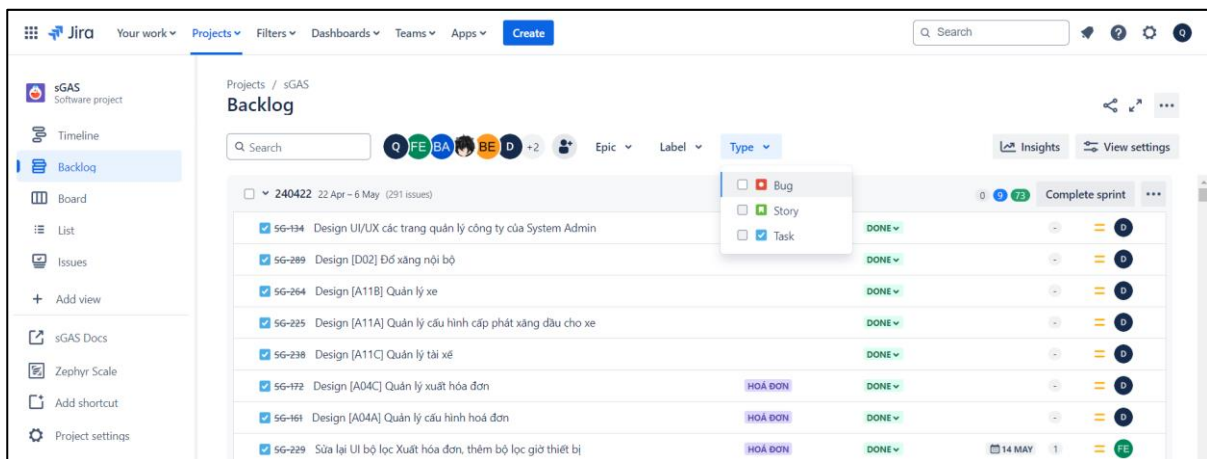 Jira Your work Projects Filters Dashboards Teams Apps Create Search Q
sGAS
Software project
Timeline
Backlog
Board
List
Issues
Add view
sGAS Docs
Zephyr Scale
Add shortcut
Project settings
Projects / sGAS
Backlog
Search Q FE BA BE D +2 Epic Label Type Insights View settings
Bug
Story
Task
240422 22 Apr – 6 May (291 issues) 0 9 73 Complete sprint
SG-134 Design UI/UX các trang quản lý công ty của System Admin DONE - D
SG-289 Design [D02] Đổ xăng nội bộ DONE - D
SG-264 Design [A11B] Quản lý xe DONE - D
SG-225 Design [A11A] Quản lý cấu hình cấp phát xăng dầu cho xe DONE - D
SG-238 Design [A11C] Quản lý tài xế DONE - D
SG-172 Design [A04C] Quản lý xuất hóa đơn HOÁ ĐƠN DONE - D
SG-161 Design [A04A] Quản lý cấu hình hoá đơn HOÁ ĐƠN DONE - D
SG-229 Sửa lại UI bộ lọc Xuất hóa đơn, thêm bộ lọc giờ thiết bị HOÁ ĐƠN DONE 14 MAY 1 FE